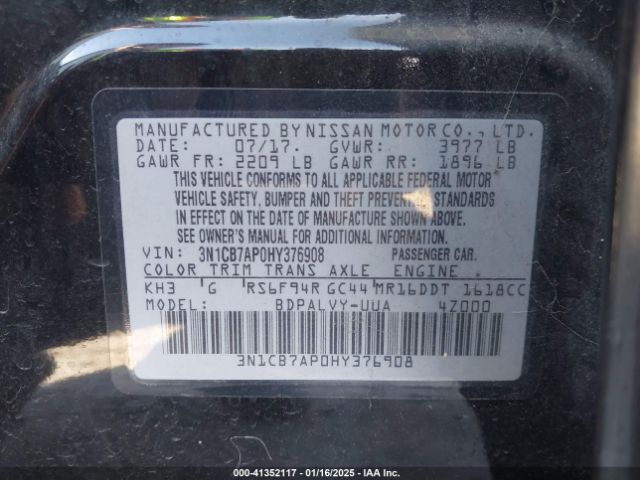 MANUFACTURED BY NISSAN MOTOR CO., LTD.
DATE: 07/17. GVWR: 3977 LB
GAWR FR: 2209 LB GAWR RR: 1896 LB
THIS VEHICLE CONFORMS TO ALL APPLICABLE FEDERAL MOTOR
VEHICLE SAFETY, BUMPER AND THEFT PREVENTION STANDARDS
IN EFFECT ON THE DATE OF MANUFACTURE SHOWN ABOVE.
SEE OWNER'S MANUAL FOR ADDITIONAL INFORMATION.
VIN: 3N1CB7AP0HY376908 PASSENGER CAR.
COLOR TRIM TRANS AXLE ENGINE
KH3 G RS6F94R GC44 MR16DDT 1618CC
MODEL: BDPALVY-UUA 4Z000
3N1CB7AP0HY376908
000-41352117 - 01/16/2025 - IAA Inc.